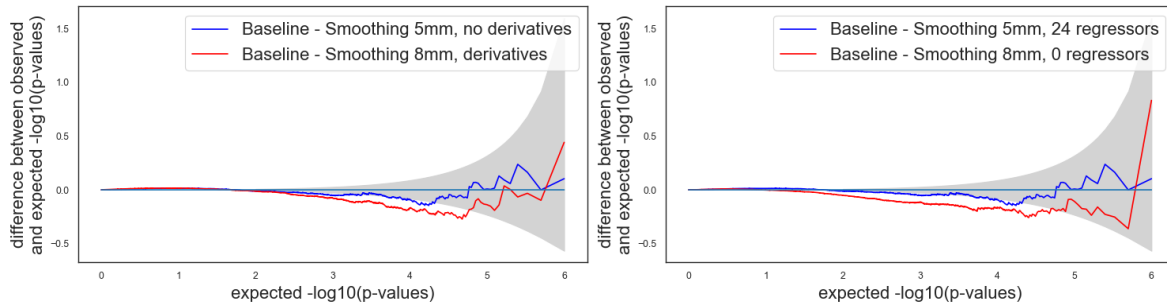 difference between observed
and expected -log10(p-values)
1.5
1.0
0.5
0.0
−0.5
Baseline - Smoothing 5mm, no derivatives
Baseline - Smoothing 8mm, derivatives
0 1 2 3 4 5 6
expected -log10(p-values)
difference between observed
and expected -log10(p-values)
1.5
1.0
0.5
0.0
−0.5
Baseline - Smoothing 5mm, 24 regressors
Baseline - Smoothing 8mm, 0 regressors
0 1 2 3 4 5 6
expected -log10(p-values)